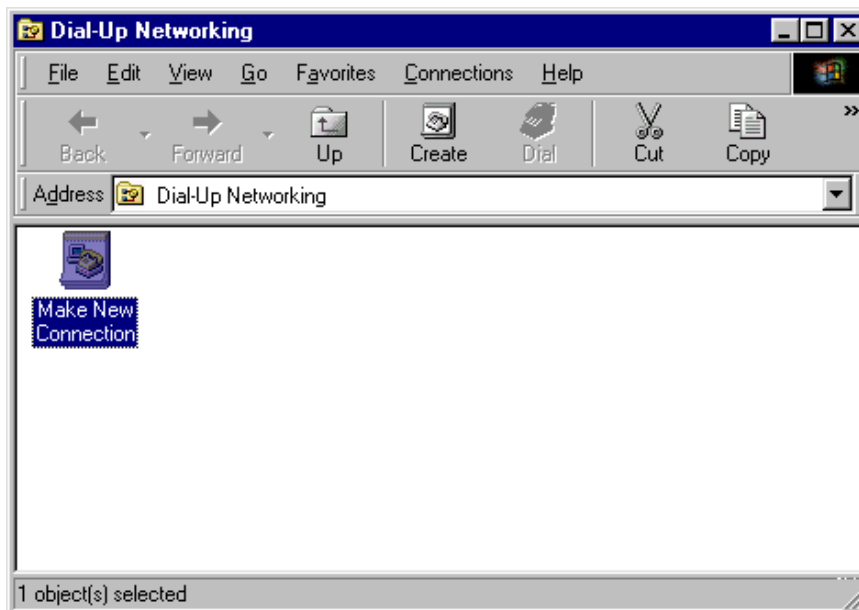 Dial-Up Networking
File Edit View Go Favorites Connections Help
Back Forward Up Create Dial Cut Copy »
Address Dial-Up Networking
Make New
Connection
1 object(s) selected